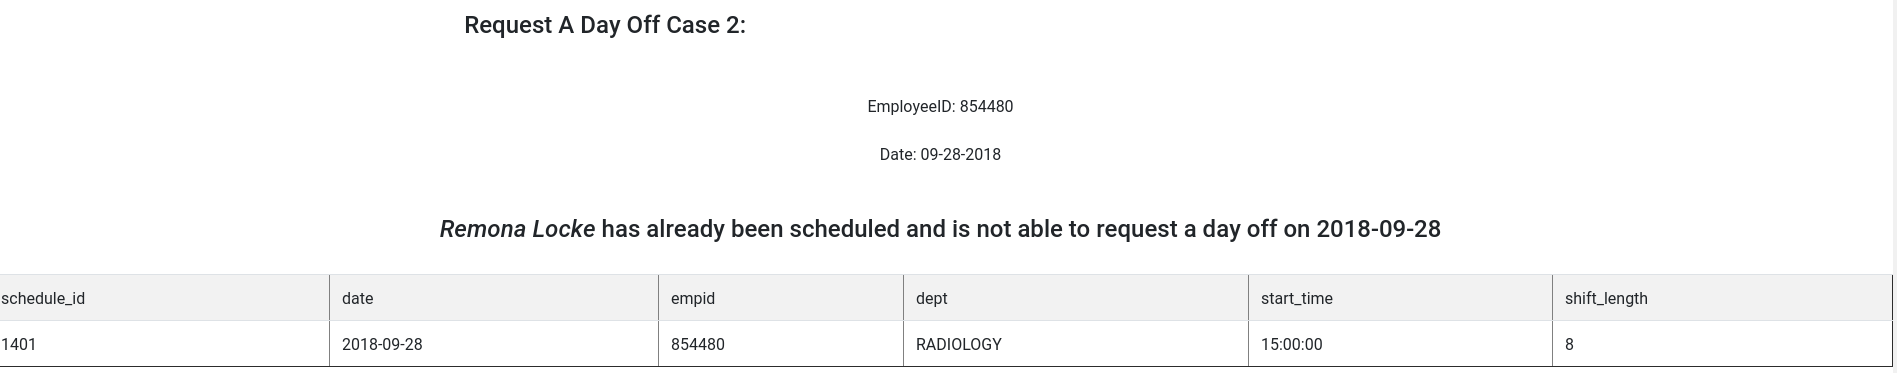 Request A Day Off Case 2:
EmployeeID: 854480
Date: 09-28-2018
Remona Locke has already been scheduled and is not able to request a day off on 2018-09-28
schedule_id date empid dept start_time shift_length
1401 2018-09-28 854480 RADIOLOGY 15:00:00 8